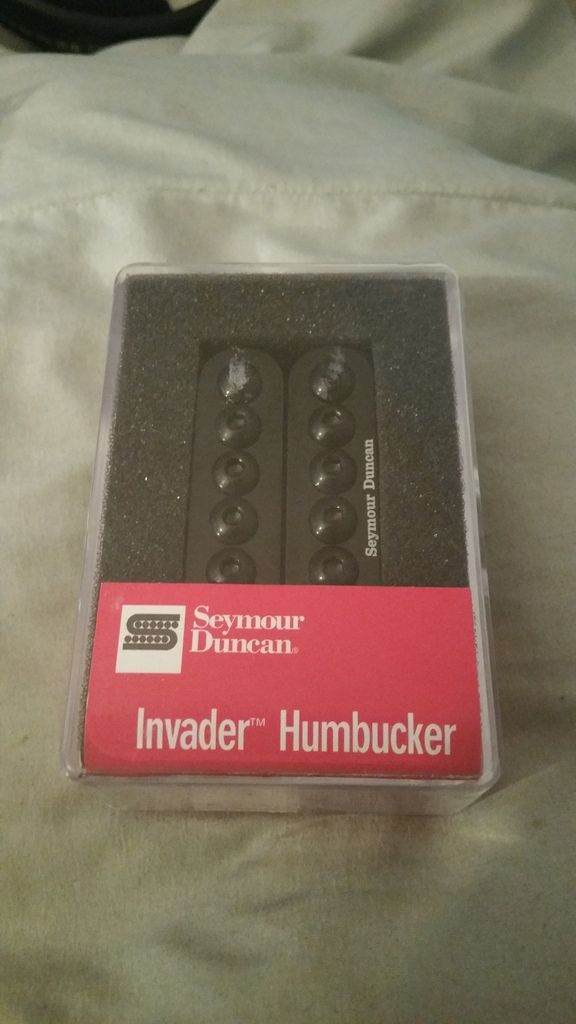 Seymour Duncan
Seymour
Duncan®
Invader™ Humbucker